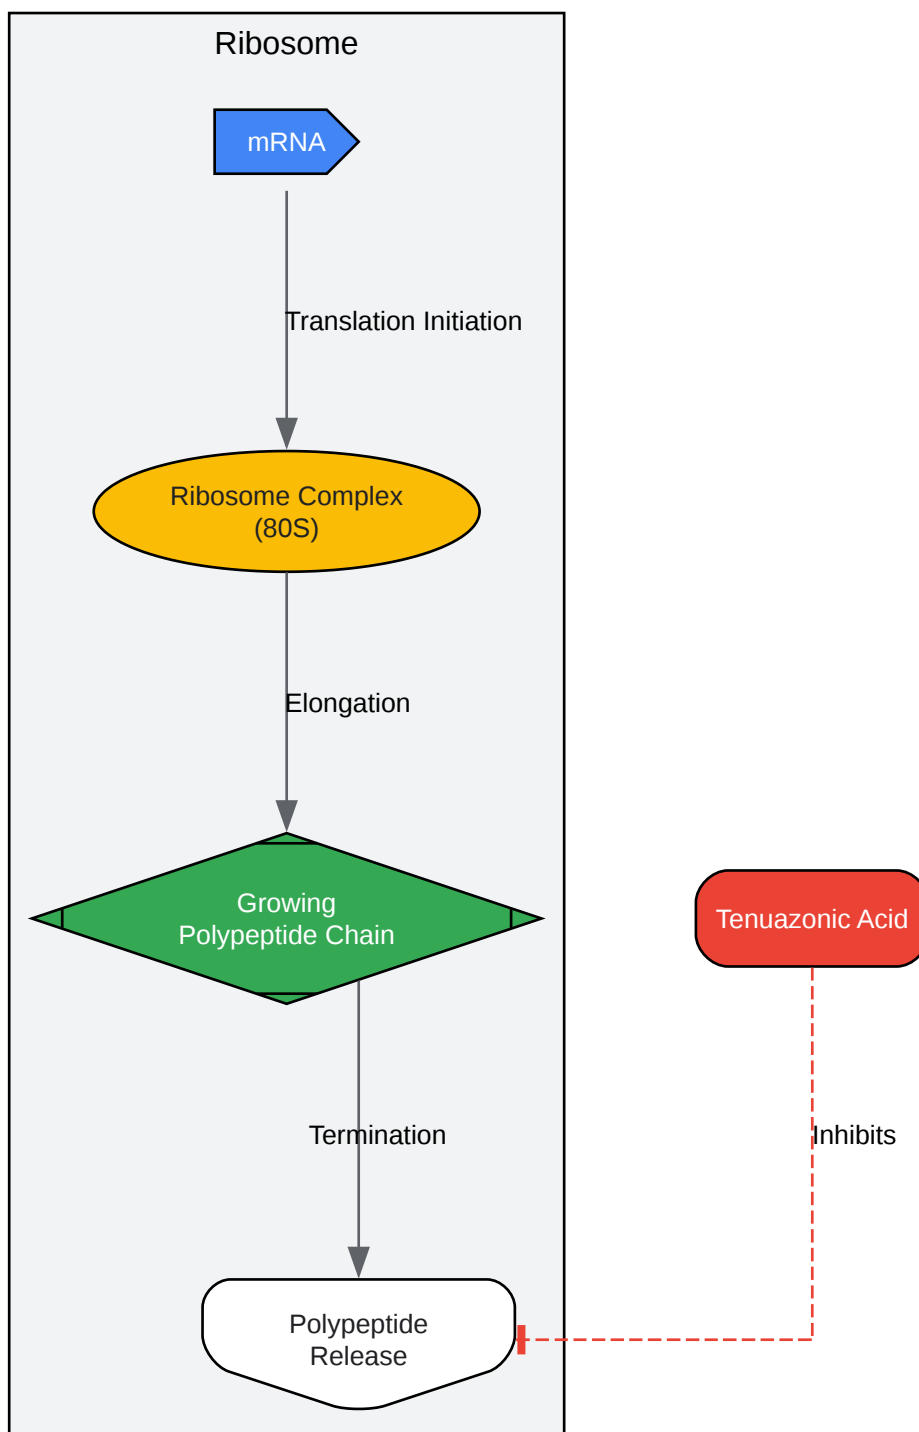 Ribosome
mRNA
Translation Initiation
Ribosome Complex
(80S)
Elongation
Growing
Polypeptide Chain
Tenuazonic Acid
Termination
Inhibits
Polypeptide
Release